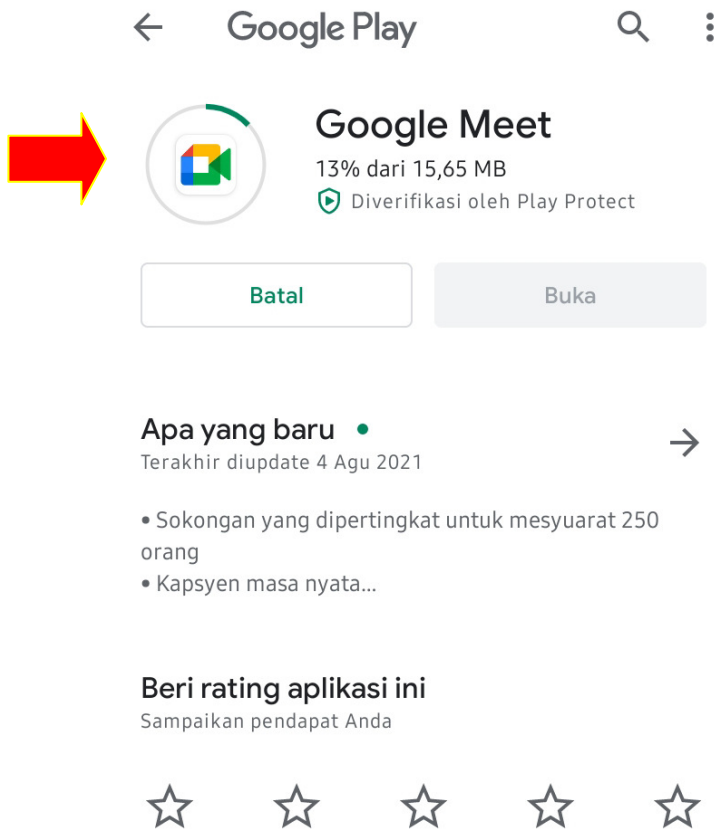 Google Play
Google Meet
13% dari 15,65 MB
Diverifikasi oleh Play Protect
Batal
Buka
Apa yang baru
Terakhir diupdate 4 Agu 2021
• Sokongan yang dipertingkat untuk mesyuarat 250
orang
• Kapsyen masa nyata...
Beri rating aplikasi ini
Sampaikan pendapat Anda